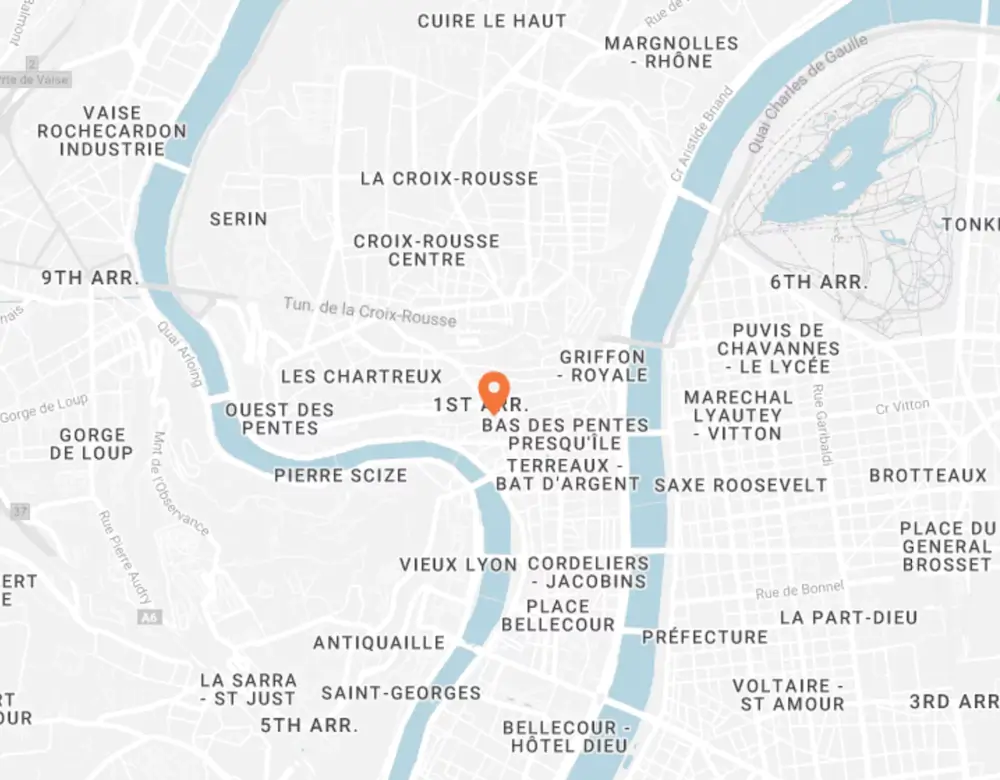 CUIRE LE HAUT
Rue de
MARGNOLLES
- RHÔNE
Quai Charles de Gaulle
2
rte de Vaise
Cr Aristide Briand
VAISE
ROCHECARDON
INDUSTRIE
LA CROIX-ROUSSE
SERIN
TONKI
CROIX-ROUSSE
CENTRE
9TH ARR.
6TH ARR.
Tun. de la Croix-Rousse
Quai Arloing
PUVIS DE
CHAVANNES
- LE LYCÉE
GRIFFON
- ROYALE
LES CHARTREUX
1ST ARR.
MARECHAL
LYAUTEY
- VITTON
Rue Garibaldi
Cr Vitton
Gorge de Loup
OUEST DES
PENTES
BAS DES PENTES
PRESQU'ÎLE
GORGE
DE LOUP
Mnt de l'Observance
TERREAUX -
BAT D'ARGENT
PIERRE SCIZE
SAXE ROOSEVELT
BROTTEAUX
37
Rue Pierre Audry
PLACE DU
GENERAL
BROSSET
VIEUX LYON
CORDELIERS
- JACOBINS
ERT
E
Rue de Bonnel
A6
PLACE
BELLECOUR
LA PART-DIEU
ANTIQUAILLE
PRÉFECTURE
LA SARRA
- ST JUST
SAINT-GEORGES
VOLTAIRE -
ST AMOUR
3RD ARR
RT
OUR
5TH ARR.
BELLECOUR -
HÔTEL DIEU